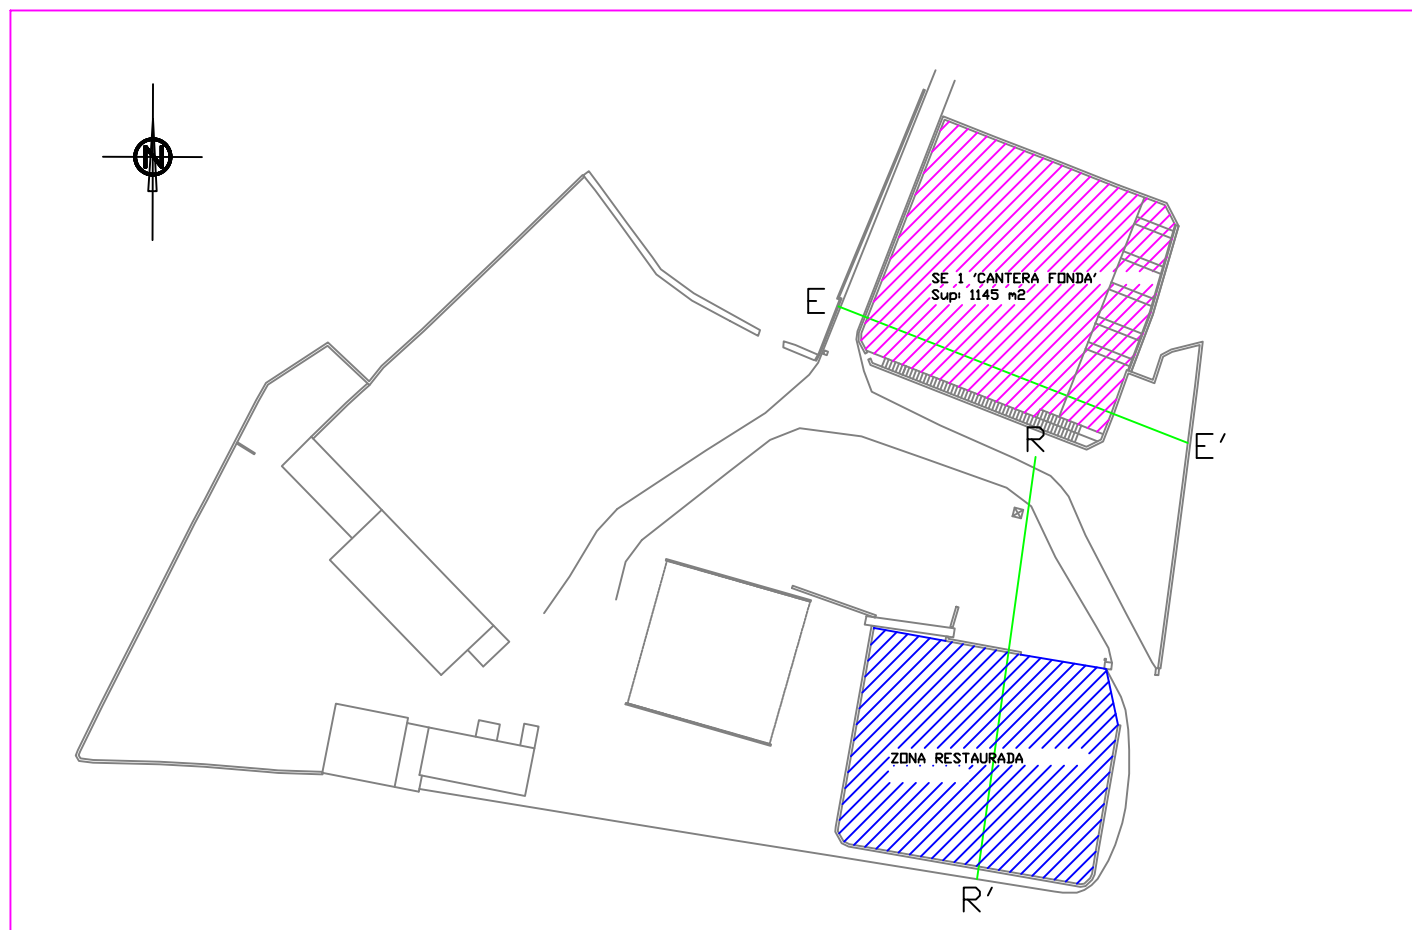 N
SE 1 'CANTERA FONDA'
Sup: 1145 m2
E
E'
R
ZONA RESTAURADA
R'